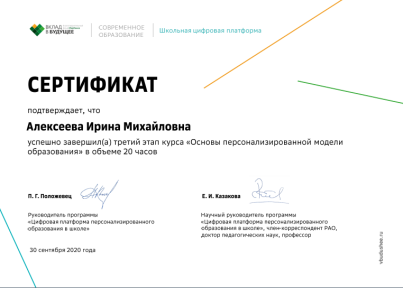 ВКЛАД
В БУДУЩЕЕ
СОВРЕМЕННОЕ
ОБРАЗОВАНИЕ
Школьная цифровая платформа
СЕРТИФИКАТ
подтверждает, что
Алексеева Ирина Михайловна
успешно завершил(а) третий этап курса «Основы персонализированной модели
образования» в объеме 20 часов
П. Г. Положевец
Руководитель программы
«Цифровая платформа персонализированного
образования в школе»
Е. И. Казакова
Научный руководитель программы
«Цифровая платформа персонализированного
образования в школе», член-корреспондент РАО,
доктор педагогических наук, профессор
30 сентября 2020 года
vbudushee.ru